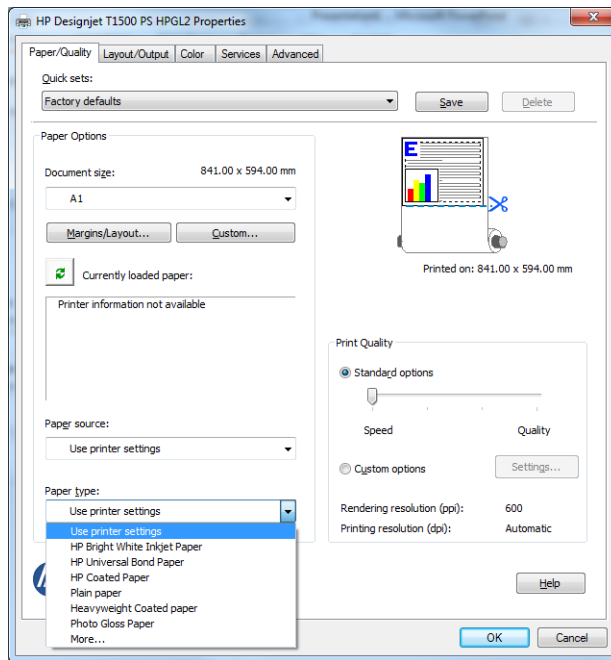 HP Designjet T1500 PS HPGL2 Properties
Paper/Quality Layout/Output Color Services Advanced
Quick sets:
Factory defaults
Save Delete
Paper Options
Document size: 841.00 x 594.00 mm
A1
Margins/Layout... Custom...
Currently loaded paper:
Printer information not available
E
Printed on: 841.00 x 594.00 mm
Paper source:
Use printer settings
Paper type:
Use printer settings
Use printer settings
HP Bright White Inkjet Paper
HP Universal Bond Paper
HP Coated Paper
Plain paper
Heavyweight Coated paper
Photo Gloss Paper
More...
Print Quality
Standard options
Speed Quality
Custom options Settings...
Rendering resolution (ppi): 600
Printing resolution (dpi): Automatic
Help
OK Cancel